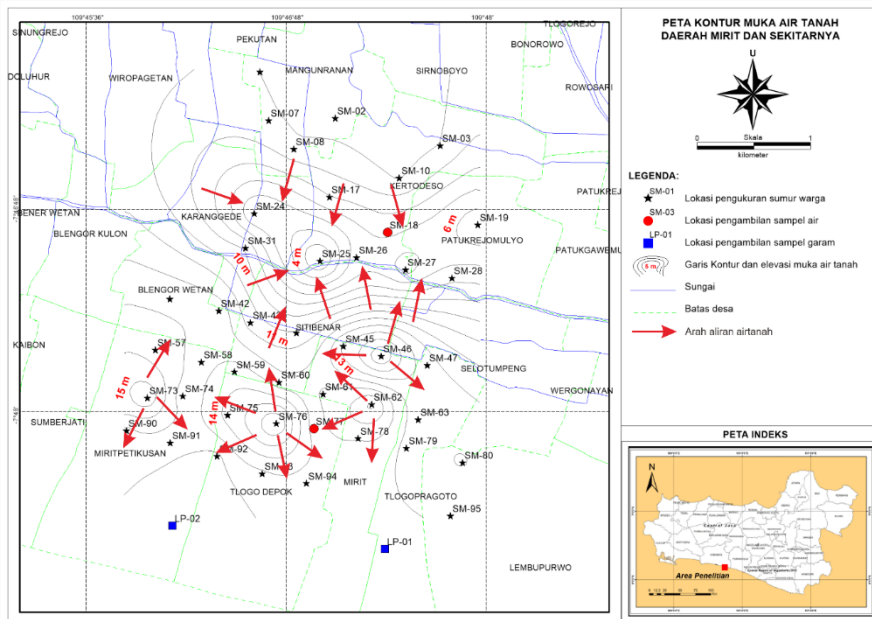 109°45'36"
109°46'48"
109°48'
SINUNGREJO
PEKUTAN
TLOGOREJO
BONOROWO
DOLUHUR
WIROPAGETAN
MANGUNRANAN
SIRNOBOYO
ROWOSARI
SM-07
SM-02
SM-08
SM-03
SM-10
KERTODESO
SM-17
SM-24
KARANGGEDE
BENER WETAN
BLENGOR KULON
SM-18
6 m
SM-19
PATUKREJOMULYO
PATUKREJ
PATUKGAWEMU
SM-31
10 m
4 m
SM-25
SM-26
SM-27
SM-28
BLENGOR WETAN
SM-42
SITIBENAR
KAIBON
SM-57
SM-58
SM-59
SM-60
SM-45
13 m
SM-46
SM-47
SELOTUMPENG
WERGONAYAN
15 m
SM-73
SM-74
SM-61
SM-62
7°48'
SUMBERJATI
14 m
SM-75
SM-76
SM-77
SM-63
SM-90
SM-91
MIRITPETIKUSAN
SM-92
SM-78
SM-79
SM-80
TLOGO DEPOK
SM-94
MIRIT
TLOGOPRAGOTO
SM-95
LP-02
LP-01
LEMBUPURWO
PETA KONTUR MUKA AIR TANAH
DAERAH MIRIT DAN SEKITARNYA
U
0 Skala 1
kilometer
LEGENDA:
SM-01
Lokasi pengukuran sumur warga
SM-03
Lokasi pengambilan sampel air
LP-01
Lokasi pengambilan sampel garam
5 m
Garis Kontur dan elevasi muka air tanah
Sungai
Batas desa
Arah aliran airtanah
PETA INDEKS
N
Central Java
Area Penelitian